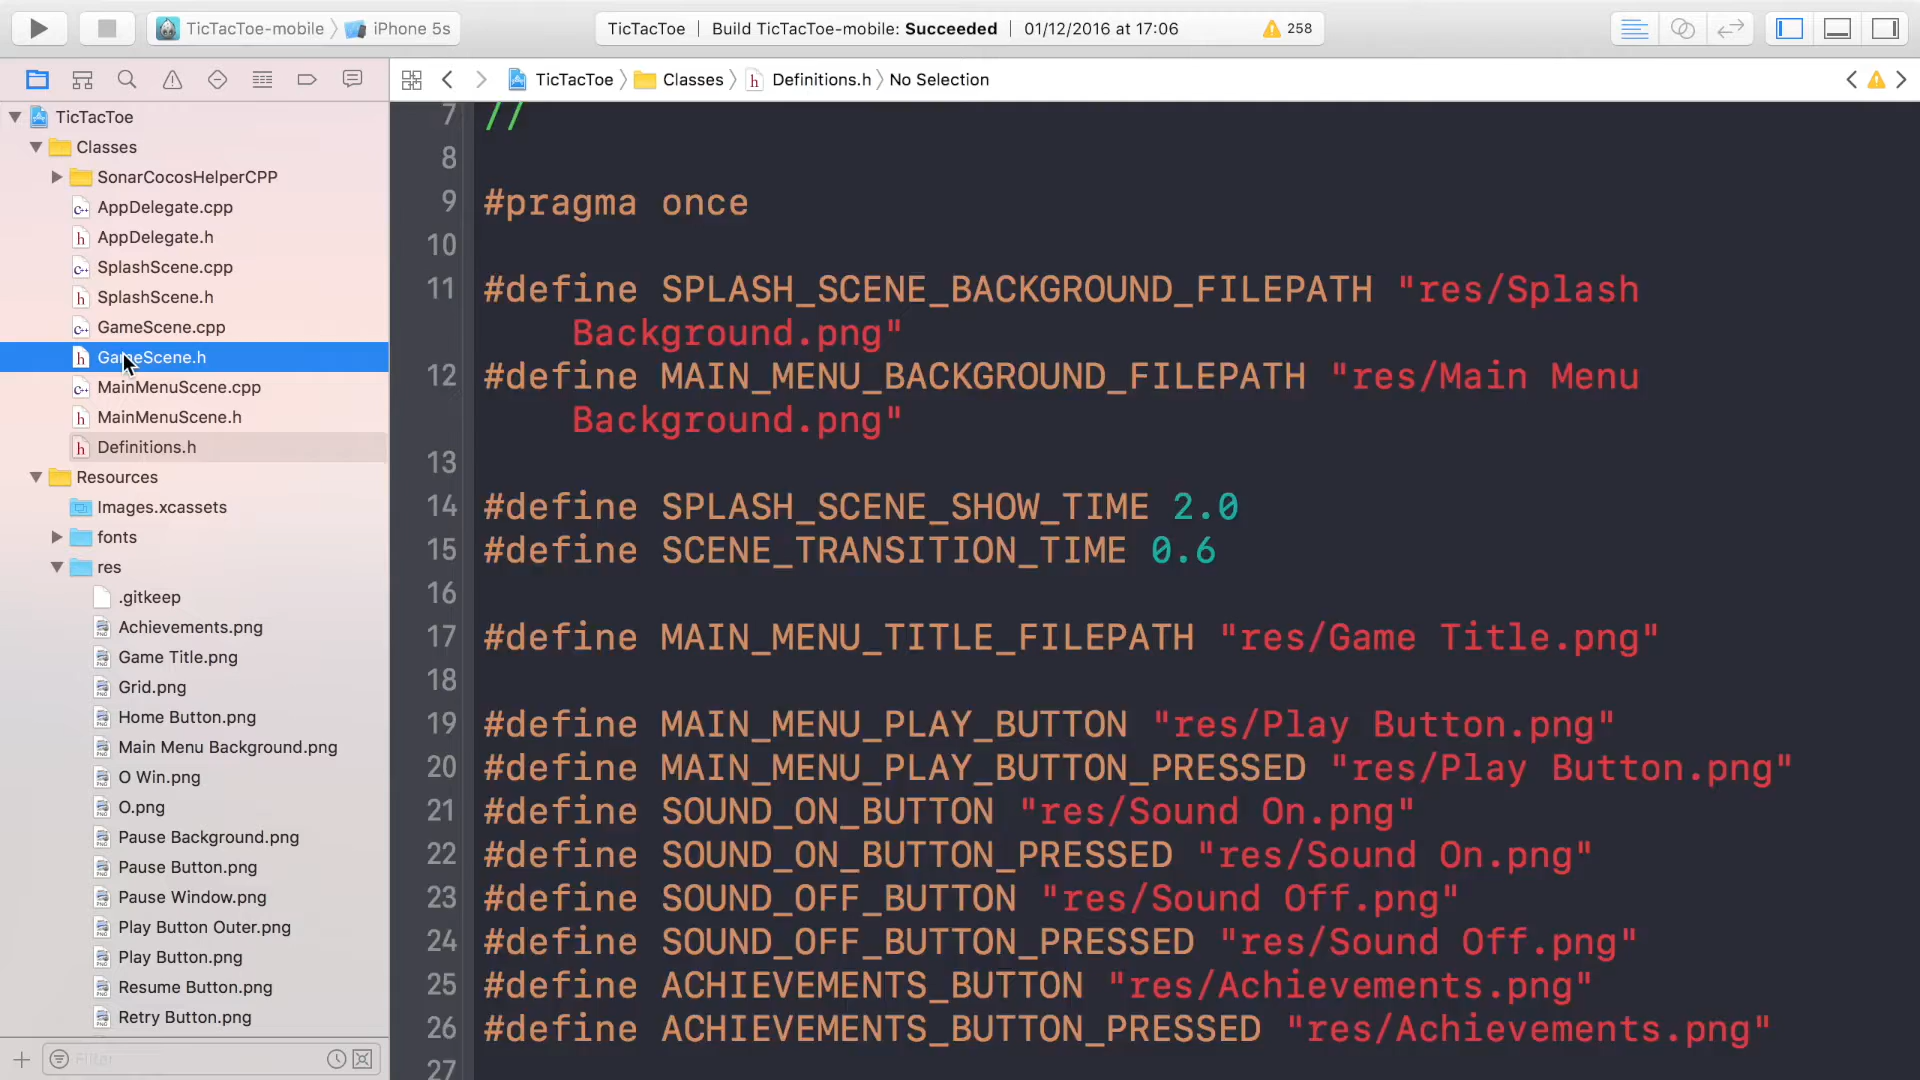 TicTacToe-mobile iPhone 5s
TicTacToe Build TicTacToe-mobile: Succeeded 01/12/2016 at 17:06 258
TicTacToe Classes h Definitions.h No Selection
TicTacToe
Classes
SonarCocosHelperCPP
AppDelegate.cpp
AppDelegate.h
SplashScene.cpp
SplashScene.h
GameScene.cpp
GameScene.h
MainMenuScene.cpp
MainMenuScene.h
Definitions.h
Resources
Images.xcassets
fonts
res
.gitkeep
Achievements.png
Game Title.png
Grid.png
Home Button.png
Main Menu Background.png
O Win.png
O.png
Pause Background.png
Pause Button.png
Pause Window.png
Play Button Outer.png
Play Button.png
Resume Button.png
Retry Button.png
Filter
7 //
8
9 #pragma once
10
11 #define SPLASH_SCENE_BACKGROUND_FILEPATH "res/Splash
Background.png"
12 #define MAIN_MENU_BACKGROUND_FILEPATH "res/Main Menu
Background.png"
13
14 #define SPLASH_SCENE_SHOW_TIME 2.0
15 #define SCENE_TRANSITION_TIME 0.6
16
17 #define MAIN_MENU_TITLE_FILEPATH "res/Game Title.png"
18
19 #define MAIN_MENU_PLAY_BUTTON "res/Play Button.png"
20 #define MAIN_MENU_PLAY_BUTTON_PRESSED "res/Play Button.png"
21 #define SOUND_ON_BUTTON "res/Sound On.png"
22 #define SOUND_ON_BUTTON_PRESSED "res/Sound On.png"
23 #define SOUND_OFF_BUTTON "res/Sound Off.png"
24 #define SOUND_OFF_BUTTON_PRESSED "res/Sound Off.png"
25 #define ACHIEVEMENTS_BUTTON "res/Achievements.png"
26 #define ACHIEVEMENTS_BUTTON_PRESSED "res/Achievements.png"
27